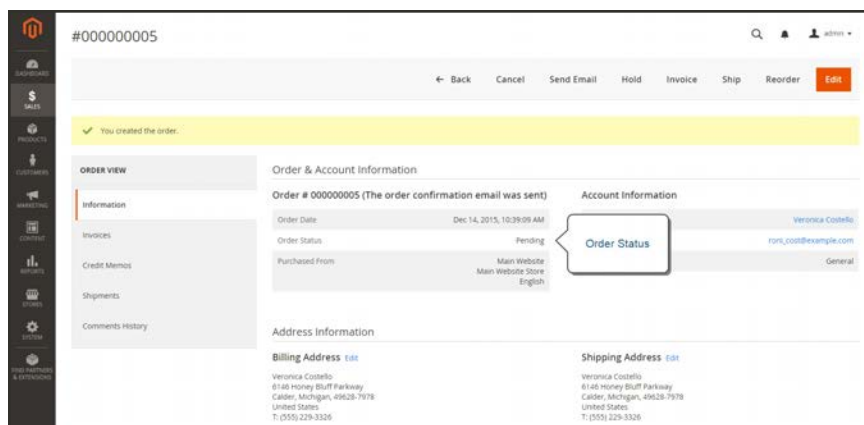 #000000005
admin
DASHBOARD
SALES
PRODUCTS
CUSTOMERS
MARKETING
CONTENT
REPORTS
STORES
SYSTEM
FIND PARTNERS
& EXTENSIONS
← Back Cancel Send Email Hold Invoice Ship Reorder Edit
You created the order.
ORDER VIEW
Information
Invoices
Credit Memos
Shipments
Comments History
Order & Account Information
Order # 000000005 (The order confirmation email was sent)
Order Date Dec 14, 2015, 10:39:09 AM
Order Status Pending
Purchased From Main Website
Main Website Store
English
Order Status
Account Information
Veronica Costello
roni_cost@example.com
General
Address Information
Billing Address Edit
Veronica Costello
6146 Honey Bluff Parkway
Calder, Michigan, 49628-7978
United States
T: (555) 229-3326
Shipping Address Edit
Veronica Costello
6146 Honey Bluff Parkway
Calder, Michigan, 49628-7978
United States
T: (555) 229-3326